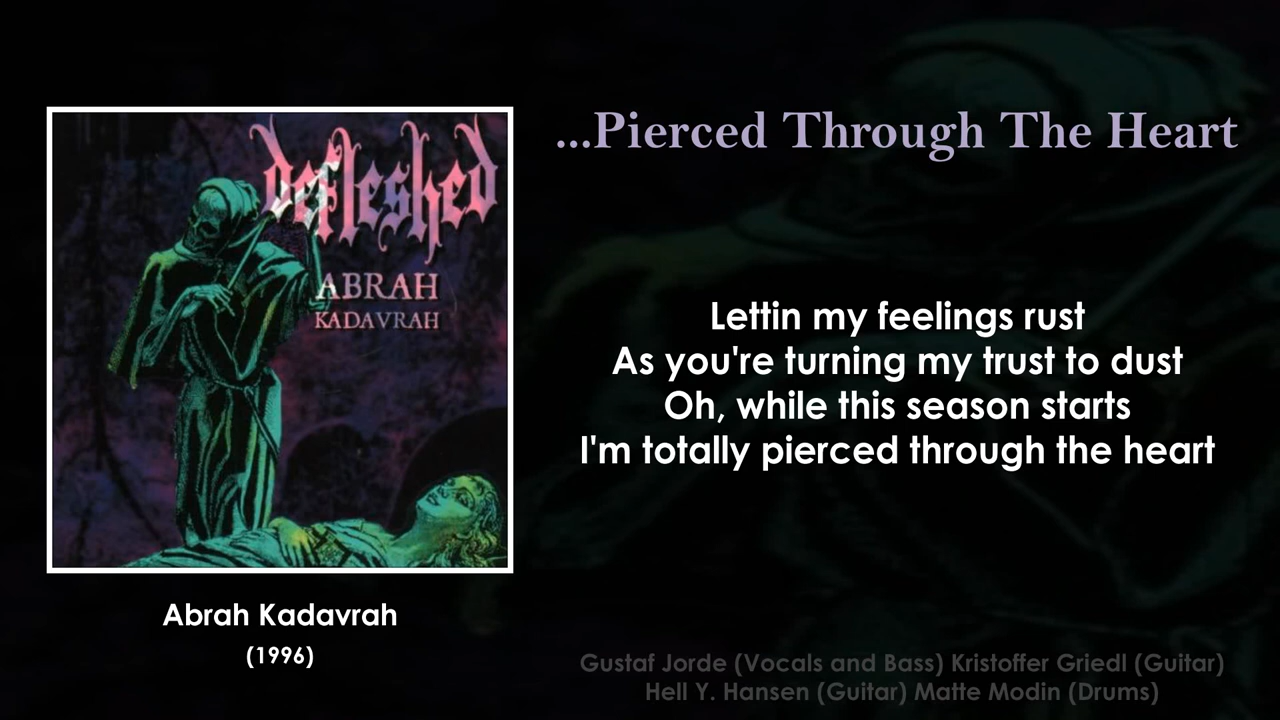 ...Pierced Through The Heart
defleshed
ABRAH
KADAVRAH
Lettin my feelings rust
As you're turning my trust to dust
Oh, while this season starts
I'm totally pierced through the heart
Abrah Kadavrah
(1996)
Gustaf Jorde (Vocals and Bass) Kristoffer Griedl (Guitar)
Hell Y. Hansen (Guitar) Matte Modin (Drums)